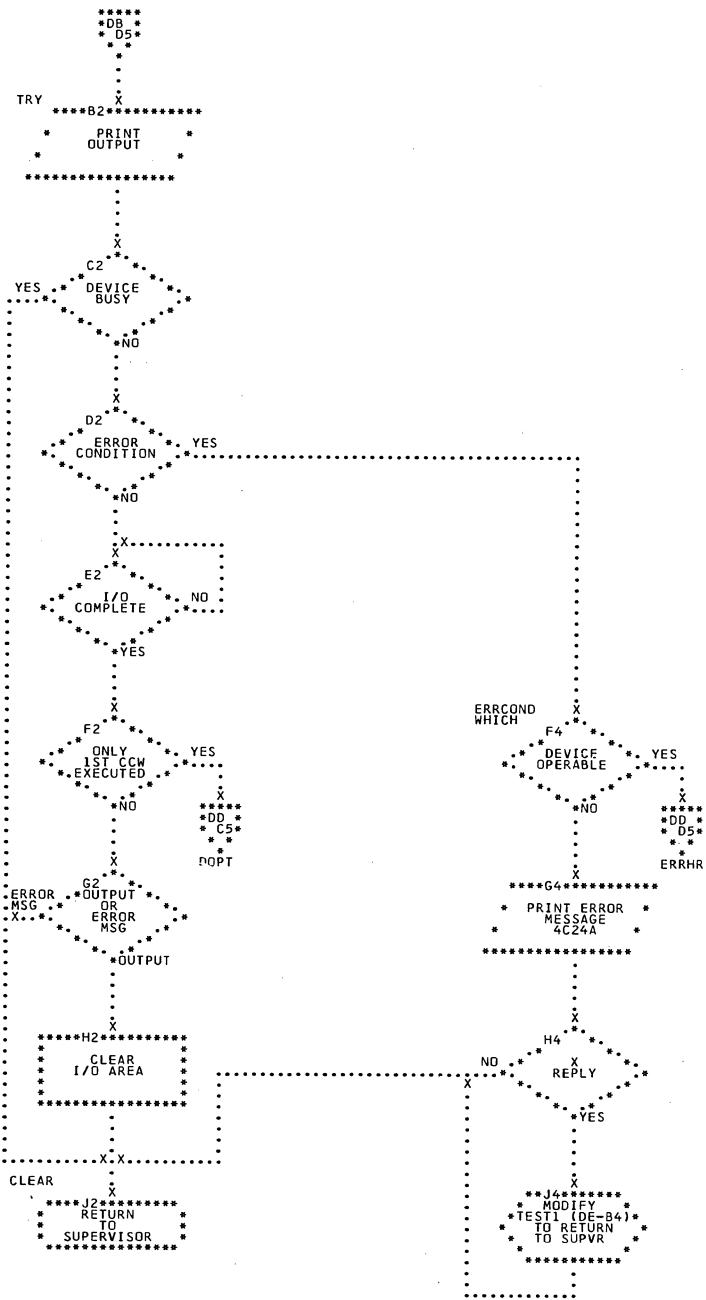 DB
D5
TRY
B2
PRINT
OUTPUT
C2
YES
DEVICE
BUSY
NO
D2
ERROR
CONDITION
YES
NO
E2
I/O
COMPLETE
NO
YES
F2
ONLY
1ST CCW
EXECUTED
YES
NO
DD
C5
DOPT
ERRCOND
WHICH
F4
DEVICE
OPERABLE
YES
NO
DD
D5
ERRHR
G2
OUTPUT
OR
ERROR
MSG
ERROR
MSG
OUTPUT
G4
PRINT ERROR
MESSAGE
4C24A
H2
CLEAR
I/O AREA
H4
NO
X
REPLY
YES
CLEAR
J2
RETURN
TO
SUPERVISOR
J4
MODIFY
TEST1 (DE-B4)
TO RETURN
TO SUPVR